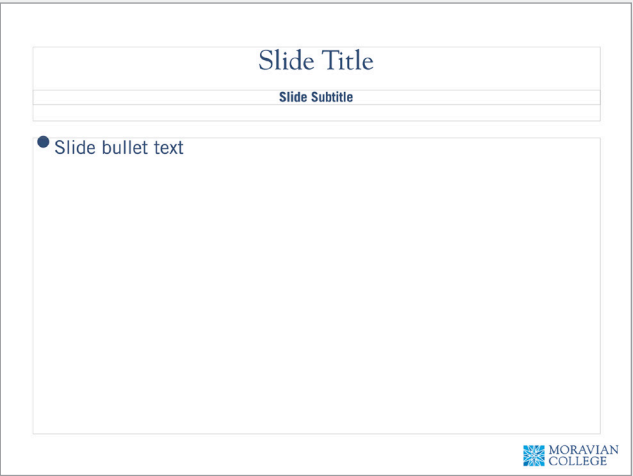 Slide Title
Slide Subtitle
Slide bullet text
MORAVIAN
COLLEGE